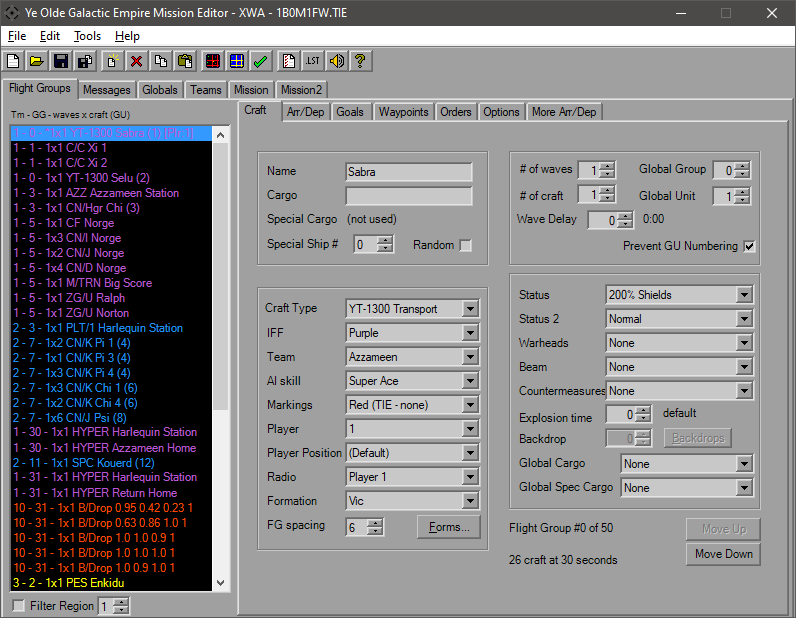 Ye Olde Galactic Empire Mission Editor - XWA - 1B0M1FW.TIE
File Edit Tools Help
.LST
Flight Groups Messages Globals Teams Mission Mission2
Tm - GG - waves x craft (GU)
1 - 0 - *1x1 YT-1300 Sabra (1) [Plr 1]
1 - 1 - 1x1 C/C Xi 1
1 - 1 - 1x1 C/C Xi 2
1 - 0 - 1x1 YT-1300 Selu (2)
1 - 3 - 1x1 AZZ Azzameen Station
1 - 3 - 1x1 CN/Hgr Chi (3)
1 - 5 - 1x1 CF Norge
1 - 5 - 1x3 CN/I Norge
1 - 5 - 1x2 CN/J Norge
1 - 5 - 1x4 CN/D Norge
1 - 5 - 1x1 M/TRN Big Score
1 - 5 - 1x1 ZG/U Ralph
1 - 5 - 1x1 ZG/U Norton
2 - 3 - 1x1 PLT/1 Harlequin Station
2 - 7 - 1x2 CN/K Pi 1 (4)
2 - 7 - 1x1 CN/K Pi 3 (4)
2 - 7 - 1x3 CN/K Pi 4 (4)
2 - 7 - 1x3 CN/K Chi 1 (6)
2 - 7 - 1x2 CN/K Chi 4 (6)
2 - 7 - 1x6 CN/J Psi (8)
1 - 30 - 1x1 HYPER Harlequin Station
1 - 30 - 1x1 HYPER Azzameen Home
2 - 11 - 1x1 SPC Kouerd (12)
1 - 31 - 1x1 HYPER Harlequin Station
1 - 31 - 1x1 HYPER Return Home
10 - 31 - 1x1 B/Drop 0.95 0.42 0.23 1
10 - 31 - 1x1 B/Drop 0.63 0.86 1.0 1
10 - 31 - 1x1 B/Drop 1.0 1.0 0.9 1
10 - 31 - 1x1 B/Drop 1.0 1.0 1.0 1
10 - 31 - 1x1 B/Drop 1.0 0.9 1.0 1
3 - 2 - 1x1 PES Enkidu
Filter Region 1
Craft Arr/Dep Goals Waypoints Orders Options More Arr/Dep
Name Sabra
Cargo
Special Cargo (not used)
Special Ship # 0 Random
# of waves 1 Global Group 0
# of craft 1 Global Unit 1
Wave Delay 0 0:00
Prevent GU Numbering
Craft Type YT-1300 Transport
IFF Purple
Team Azzameen
AI skill Super Ace
Markings Red (TIE - none)
Player 1
Player Position (Default)
Radio Player 1
Formation Vic
FG spacing 6 Forms...
Status 200% Shields
Status 2 Normal
Warheads None
Beam None
Countermeasures None
Explosion time 0 default
Backdrop 0 Backdrops
Global Cargo None
Global Spec Cargo None
Flight Group #0 of 50 Move Up
26 craft at 30 seconds Move Down